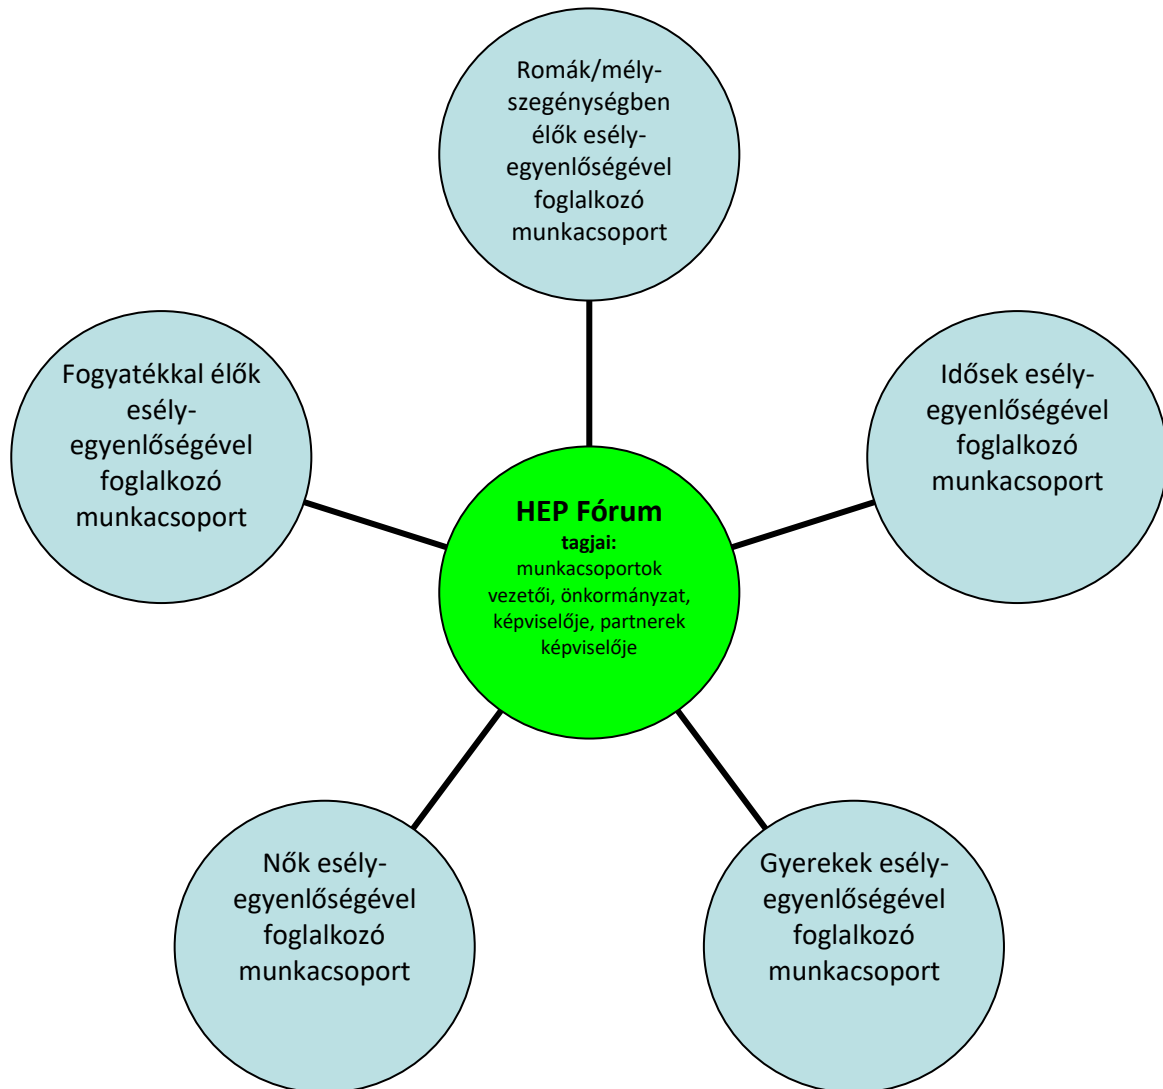 Romák/mély-
szegénységben
élők esély-
egyenlőségével
foglalkozó
munkacsoport
Fogyatékkal élők
esély-
egyenlőségével
foglalkozó
munkacsoport
Idősek esély-
egyenlőségével
foglalkozó
munkacsoport
HEP Fórum
tagjai:
munkacsoportok
vezetői, önkormányzat,
képviselője, partnerek
képviselője
Nők esély-
egyenlőségével
foglalkozó
munkacsoport
Gyerekek esély-
egyenlőségével
foglalkozó
munkacsoport